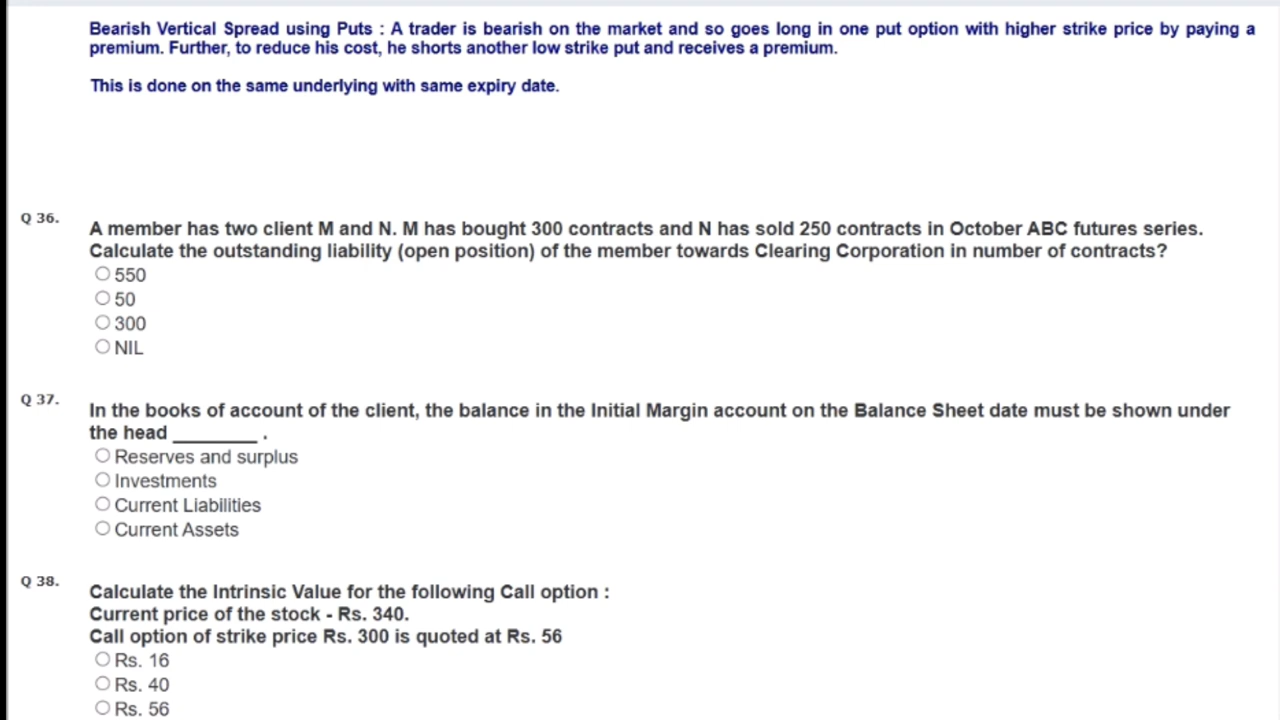 Bearish Vertical Spread using Puts : A trader is bearish on the market and so goes long in one put option with higher strike price by paying a
premium. Further, to reduce his cost, he shorts another low strike put and receives a premium.
This is done on the same underlying with same expiry date.
Q 36.
A member has two client M and N. M has bought 300 contracts and N has sold 250 contracts in October ABC futures series.
Calculate the outstanding liability (open position) of the member towards Clearing Corporation in number of contracts?
550
50
300
NIL
Q 37.
In the books of account of the client, the balance in the Initial Margin account on the Balance Sheet date must be shown under
the head ________ .
Reserves and surplus
Investments
Current Liabilities
Current Assets
Q 38.
Calculate the Intrinsic Value for the following Call option :
Current price of the stock - Rs. 340.
Call option of strike price Rs. 300 is quoted at Rs. 56
Rs. 16
Rs. 40
Rs. 56